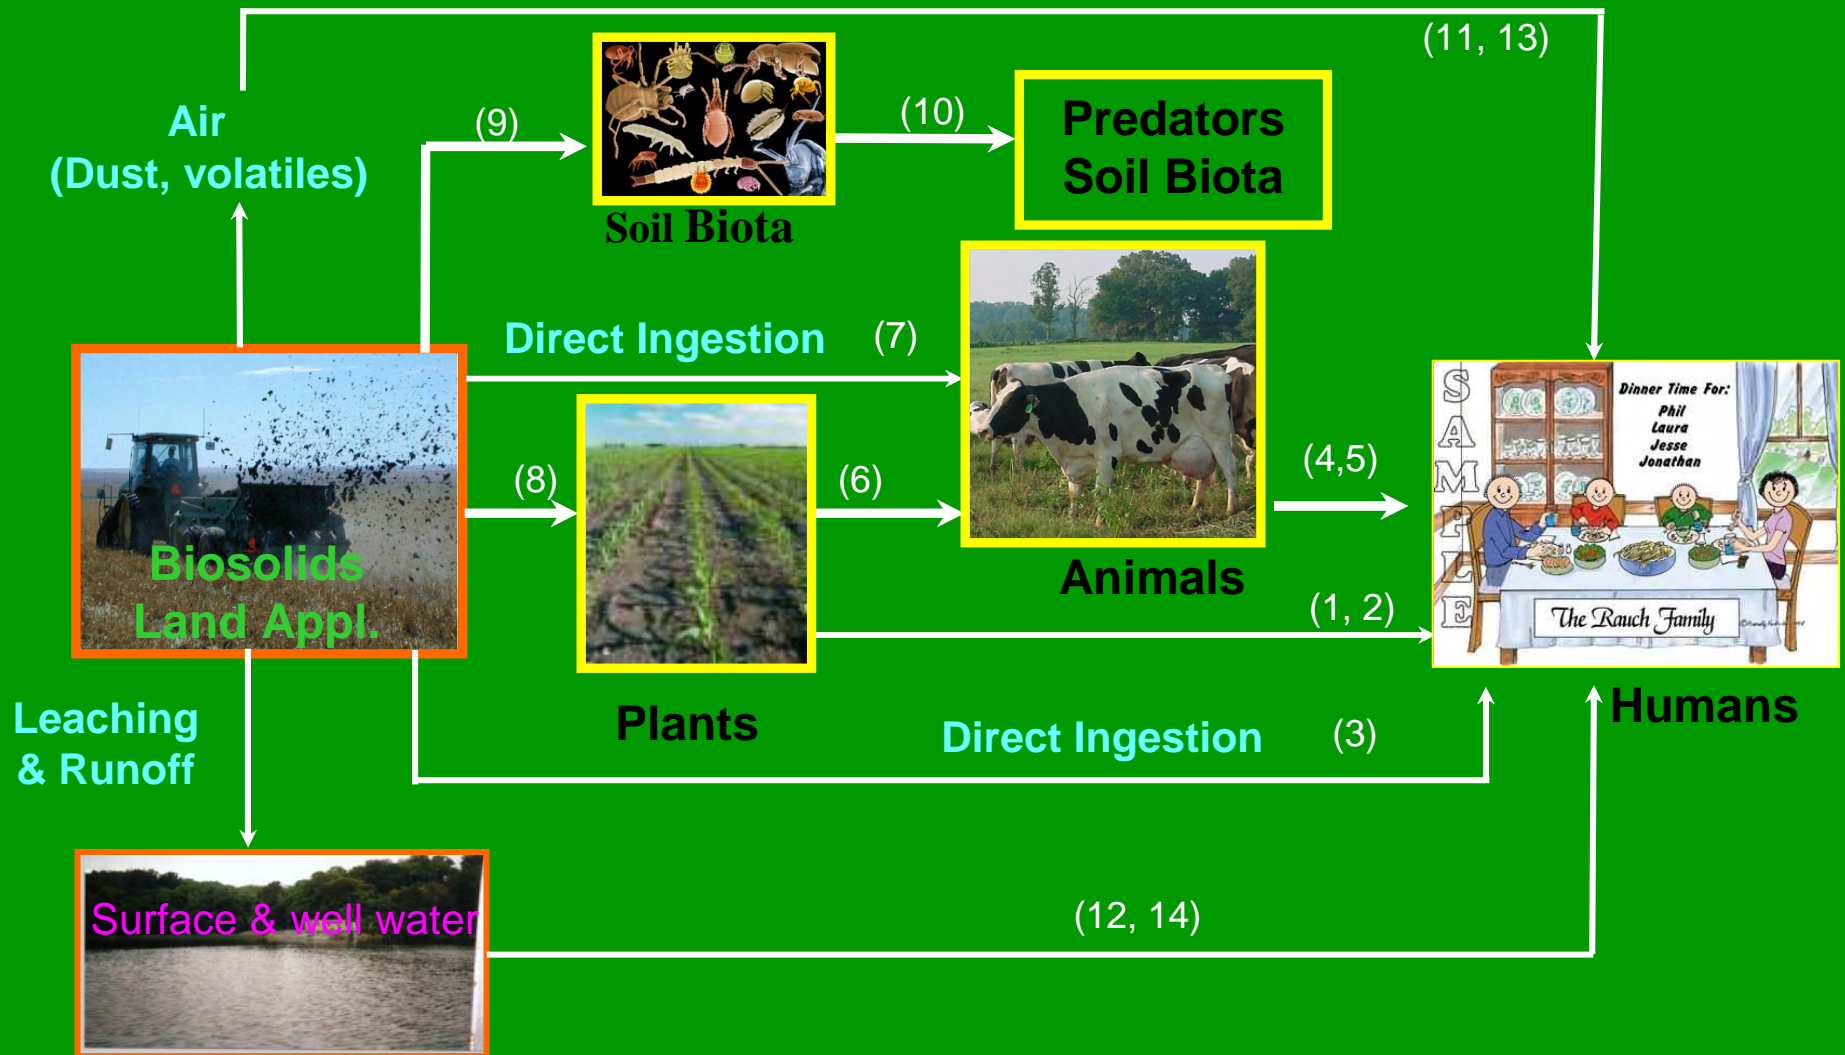 (11, 13)
Air
(Dust, volatiles)
(9)
(10)
Predators
Soil Biota
Soil Biota
Direct Ingestion (7)
(8)
(6)
(4,5)
Biosolids
Land Appl.
Animals
(1, 2)
SAMPLE
Dinner Time For:
Phil
Laura
Jesse
Jonathan
The Rauch Family
Humans
Plants
Leaching
& Runoff
Direct Ingestion (3)
Surface & well water
(12, 14)